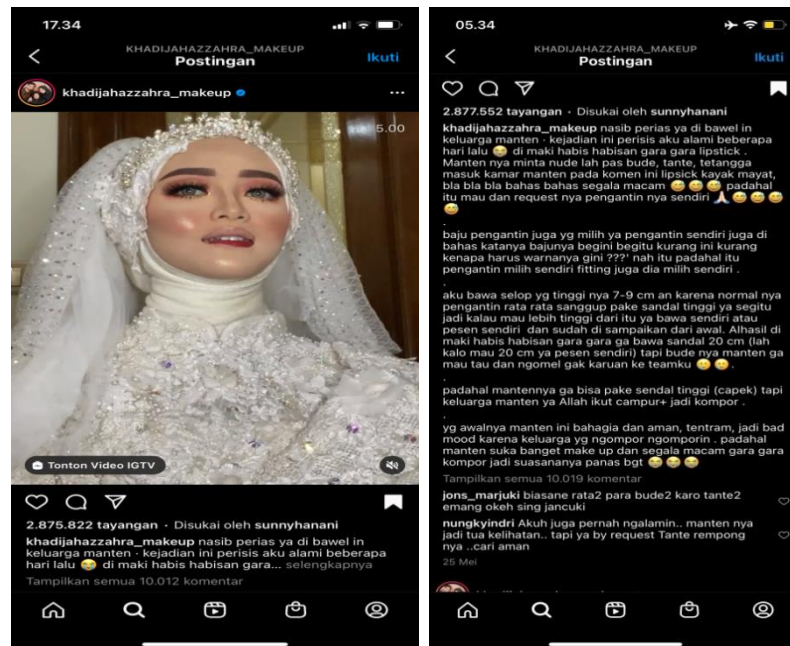 17.34
KHADIJAHAZZAHRA_MAKEUP
Postingan
Ikuti
khadijahazzahra_makeup
5.00
Tonton Video IGTV
2.875.822 tayangan · Disukai oleh sunnyhanani
khadijahazzahra_makeup nasib perias ya di bawel in
keluarga manten · kejadian ini perisis aku alami beberapa
hari lalu 😭 di maki habis habisan gara... selengkapnya
Tampilkan semua 10.012 komentar
05.34
KHADIJAHAZZAHRA_MAKEUP
Postingan
Ikuti
2.877.552 tayangan · Disukai oleh sunnyhanani
khadijahazzahra_makeup nasib perias ya di bawel in
keluarga manten · kejadian ini perisis aku alami beberapa
hari lalu 😭 di maki habis habisan gara gara lipstick .
Manten nya minta nude lah pas bude, tante, tetangga
masuk kamar manten pada komen ini lipsick kayak mayat,
bla bla bla bahas bahas segala macam 😅😅😅 padahal
itu mau dan request nya pengantin nya sendiri 🙏😅😅😅
😅
.
baju pengantin juga yg milih ya pengantin sendiri juga di
bahas katanya bajunya begini begitu kurang ini kurang
kenapa harus warnanya gini ???' nah itu padahal itu
pengantin milih sendiri fitting juga dia milih sendiri .
.
aku bawa selop yg tinggi nya 7-9 cm an karena normal nya
pengantin rata rata sanggup pake sandal tinggi ya segitu
jadi kalau mau lebih tinggi dari itu ya bawa sendiri atau
pesen sendiri dan sudah di sampaikan dari awal. Alhasil di
maki habis habisan gara gara ga bawa sandal 20 cm (lah
kalo mau 20 cm ya pesen sendiri) tapi bude nya manten ga
mau tau dan ngomel gak karuan ke teamku 😅😅.
.
padahal mantennya ga bisa pake sendal tinggi (capek) tapi
keluarga manten ya Allah ikut campur+ jadi kompor .
.
yg awalnya manten ini bahagia dan aman, tentram, jadi bad
mood karena keluarga yg ngompor ngomporin . padahal
manten suka banget make up dan segala macam gara gara
kompor jadi suasananya panas bgt 😭😭😭
Tampilkan semua 10.019 komentar
jons_marjuki biasane rata2 para bude2 karo tante2
emang okeh sing jancuki
nungkyindri Akuh juga pernah ngalamin.. manten nya
jadi tua kelihatan.. tapi ya by request Tante rempong
nya ..cari aman
25 Mei